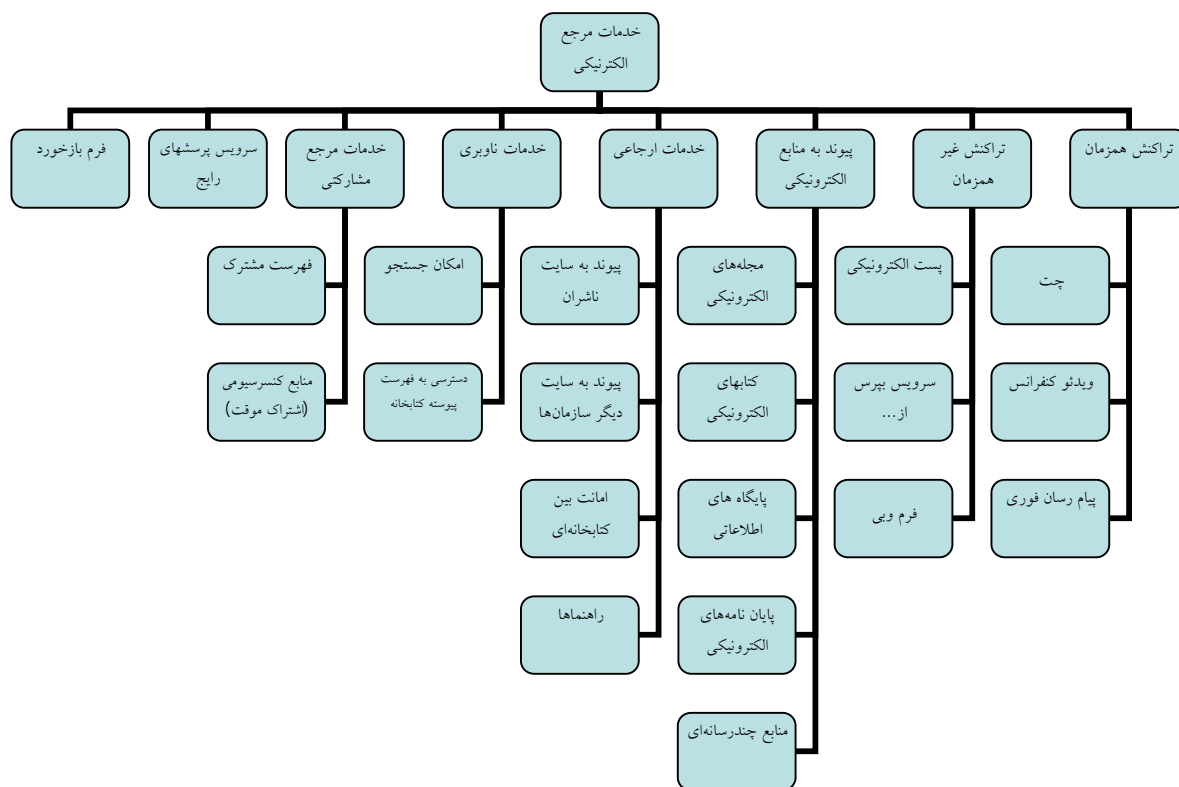 خدمات مرجع
الکترنیکی
تراکنش همزمان
تراکنش غیر
همزمان
پیوند به منابع
الکترونیکی
خدمات ارجاعی
خدمات ناوبری
خدمات مرجع
مشارکتی
سرویس پرسشهای
رایج
فرم بازخورد
چت
ویدئو کنفرانس
پیام رسان فوری
پست الکترونیکی
سرویس بپرس
از...
فرم وبی
مجله‌های
الکترونیکی
کتابهای
الکترونیکی
پایگاه های
اطلاعاتی
پایان نامه‌های
الکترونیکی
منابع چندرسانه‌ای
پیوند به سایت
ناشران
پیوند به سایت
دیگر سازمان‌ها
امانت بین
کتابخانه‌ای
راهنماها
امکان جستجو
دسترسی به فهرست
پیوسته کتابخانه
فهرست مشترک
منابع کنسرسیومی
(اشتراک موقت)